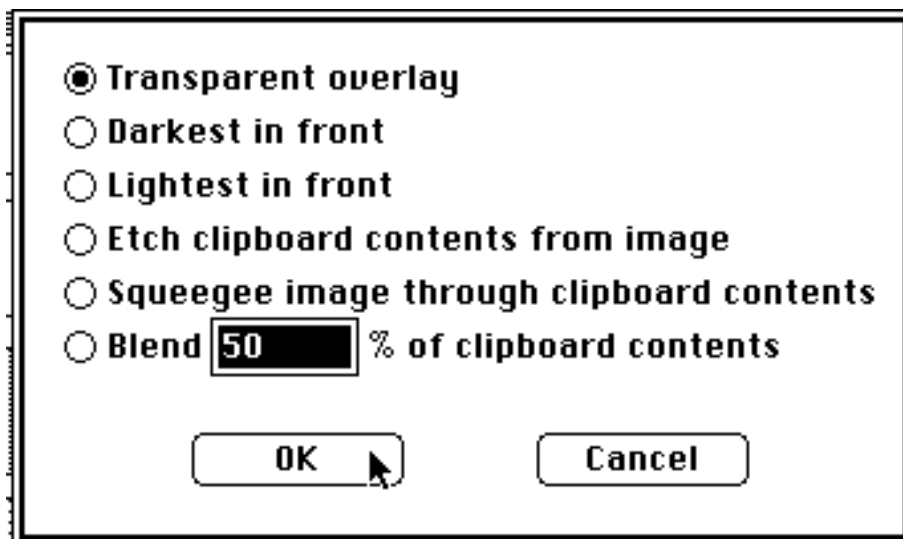 Transparent overlay
Darkest in front
Lightest in front
Etch clipboard contents from image
Squeegee image through clipboard contents
Blend 50 % of clipboard contents
OK Cancel